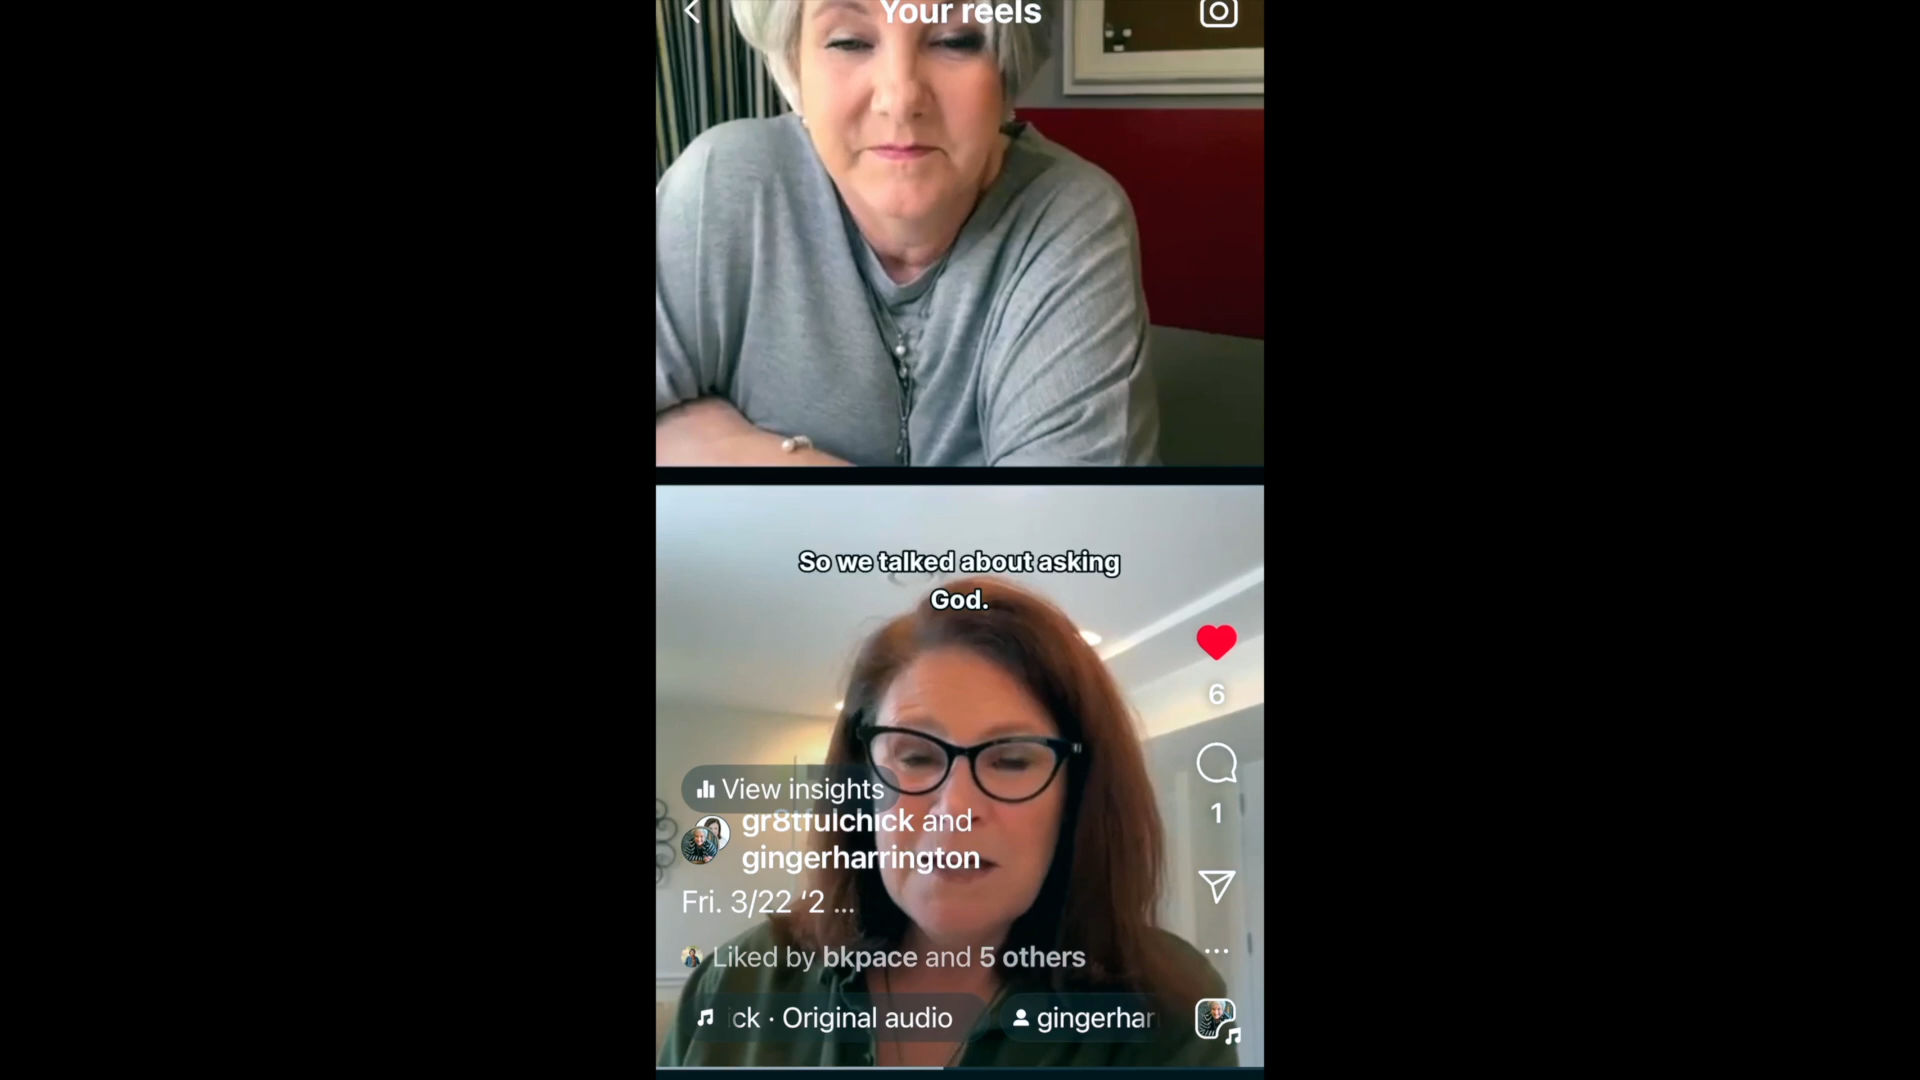 Your reels
So we talked about asking
God.
6
View insights
1
gr8tfulchick and
gingerharrington
Fri. 3/22 '2 ...
Liked by bkpace and 5 others
ck · Original audio
gingerhar